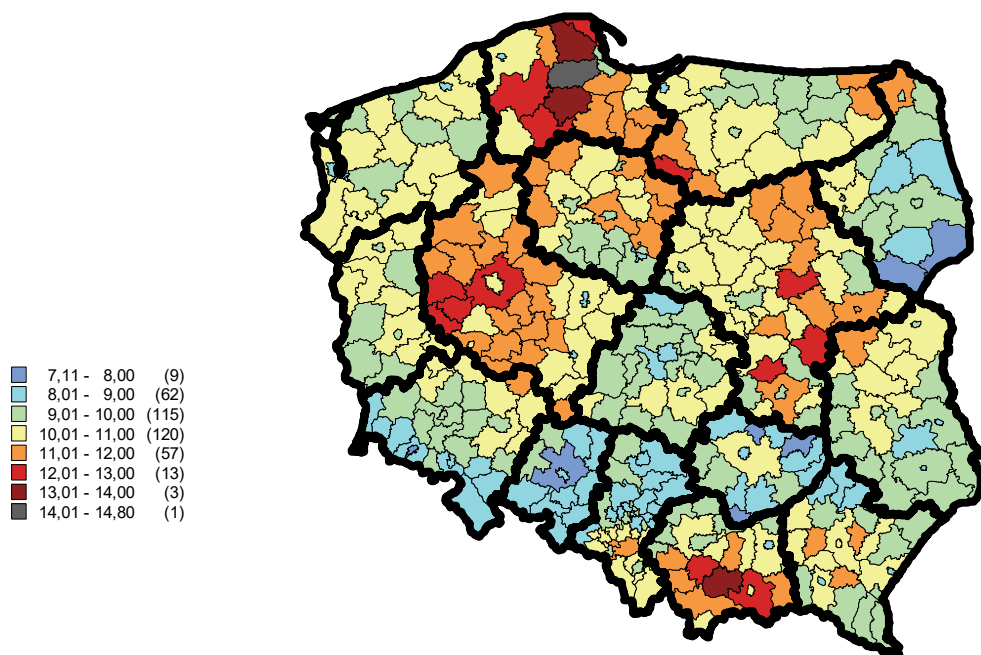 7,11 - 8,00 (9)
8,01 - 9,00 (62)
9,01 - 10,00 (115)
10,01 - 11,00 (120)
11,01 - 12,00 (57)
12,01 - 13,00 (13)
13,01 - 14,00 (3)
14,01 - 14,80 (1)